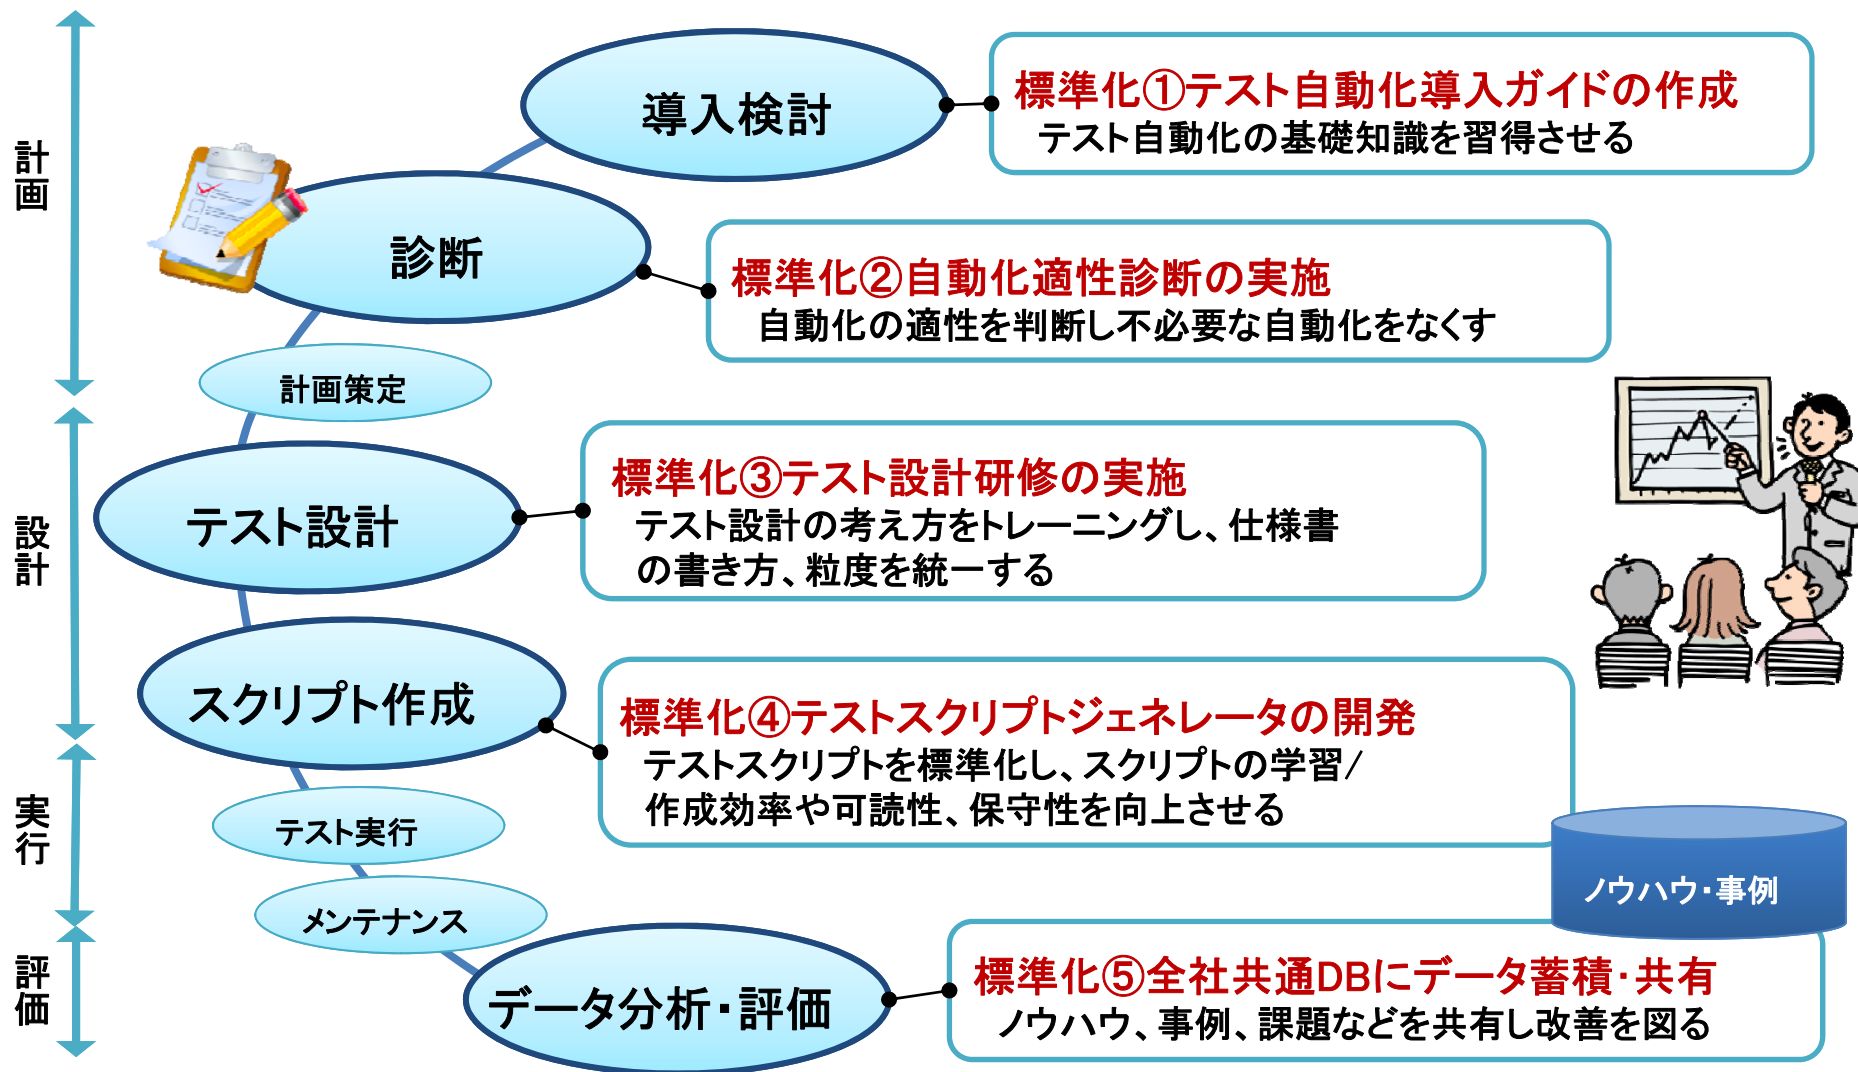 計画
導入検討
標準化①テスト自動化導入ガイドの作成
テスト自動化の基礎知識を習得させる
診断
標準化②自動化適性診断の実施
自動化の適性を判断し不必要な自動化をなくす
計画策定
設計
テスト設計
標準化③テスト設計研修の実施
テスト設計の考え方をトレーニングし、仕様書
の書き方、粒度を統一する
スクリプト作成
標準化④テストスクリプトジェネレータの開発
テストスクリプトを標準化し、スクリプトの学習/
作成効率や可読性、保守性を向上させる
実行
テスト実行
メンテナンス
ノウハウ・事例
評価
データ分析・評価
標準化⑤全社共通DBにデータ蓄積・共有
ノウハウ、事例、課題などを共有し改善を図る